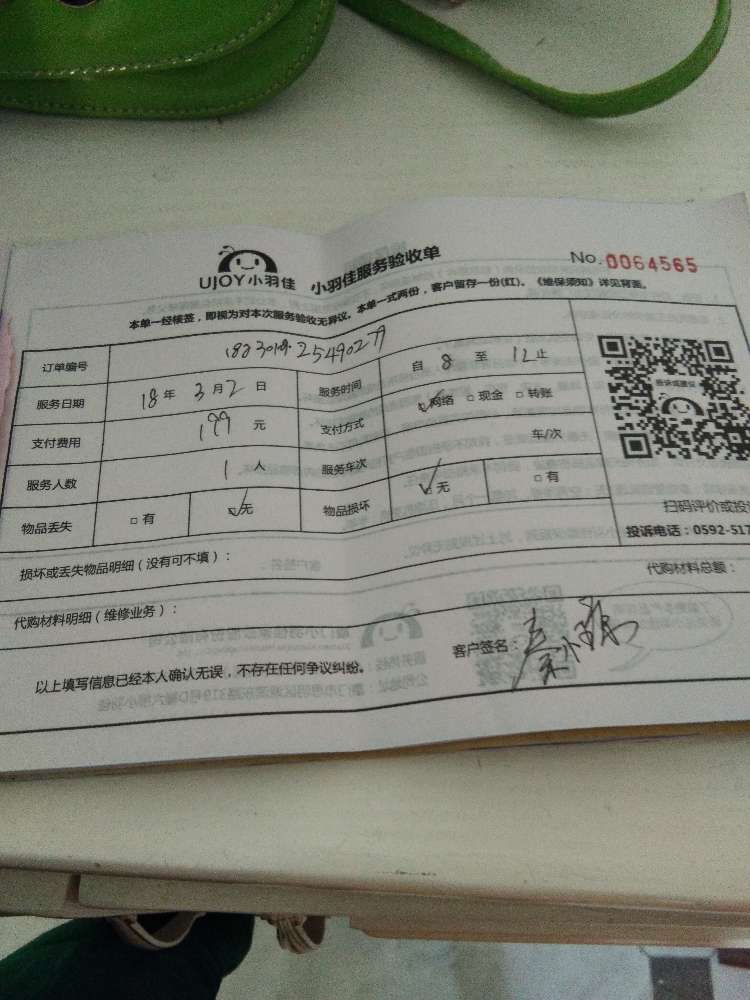 UJOY小羽佳 小羽佳服务验收单 No.0064565
本单一经核签，即视为对本次服务验收无异议。本单一式两份，客户留存一份(红)。《维保须知》详见背面。
订单编号
服务日期 18年3月2日 服务时间 自8至12止
支付费用 199元 支付方式 ☑网络 □现金 □转账
服务人数 1人 服务车次 车/次
物品丢失 □有 ☑无 物品损坏 ☑无 □有
扫码评价或投
投诉电话：0592-517
损坏或丢失物品明细（没有可不填）：
代购材料明细（维修业务）： 代购材料总额：
以上填写信息已经本人确认无误，不存在任何争议纠纷。 客户签名：